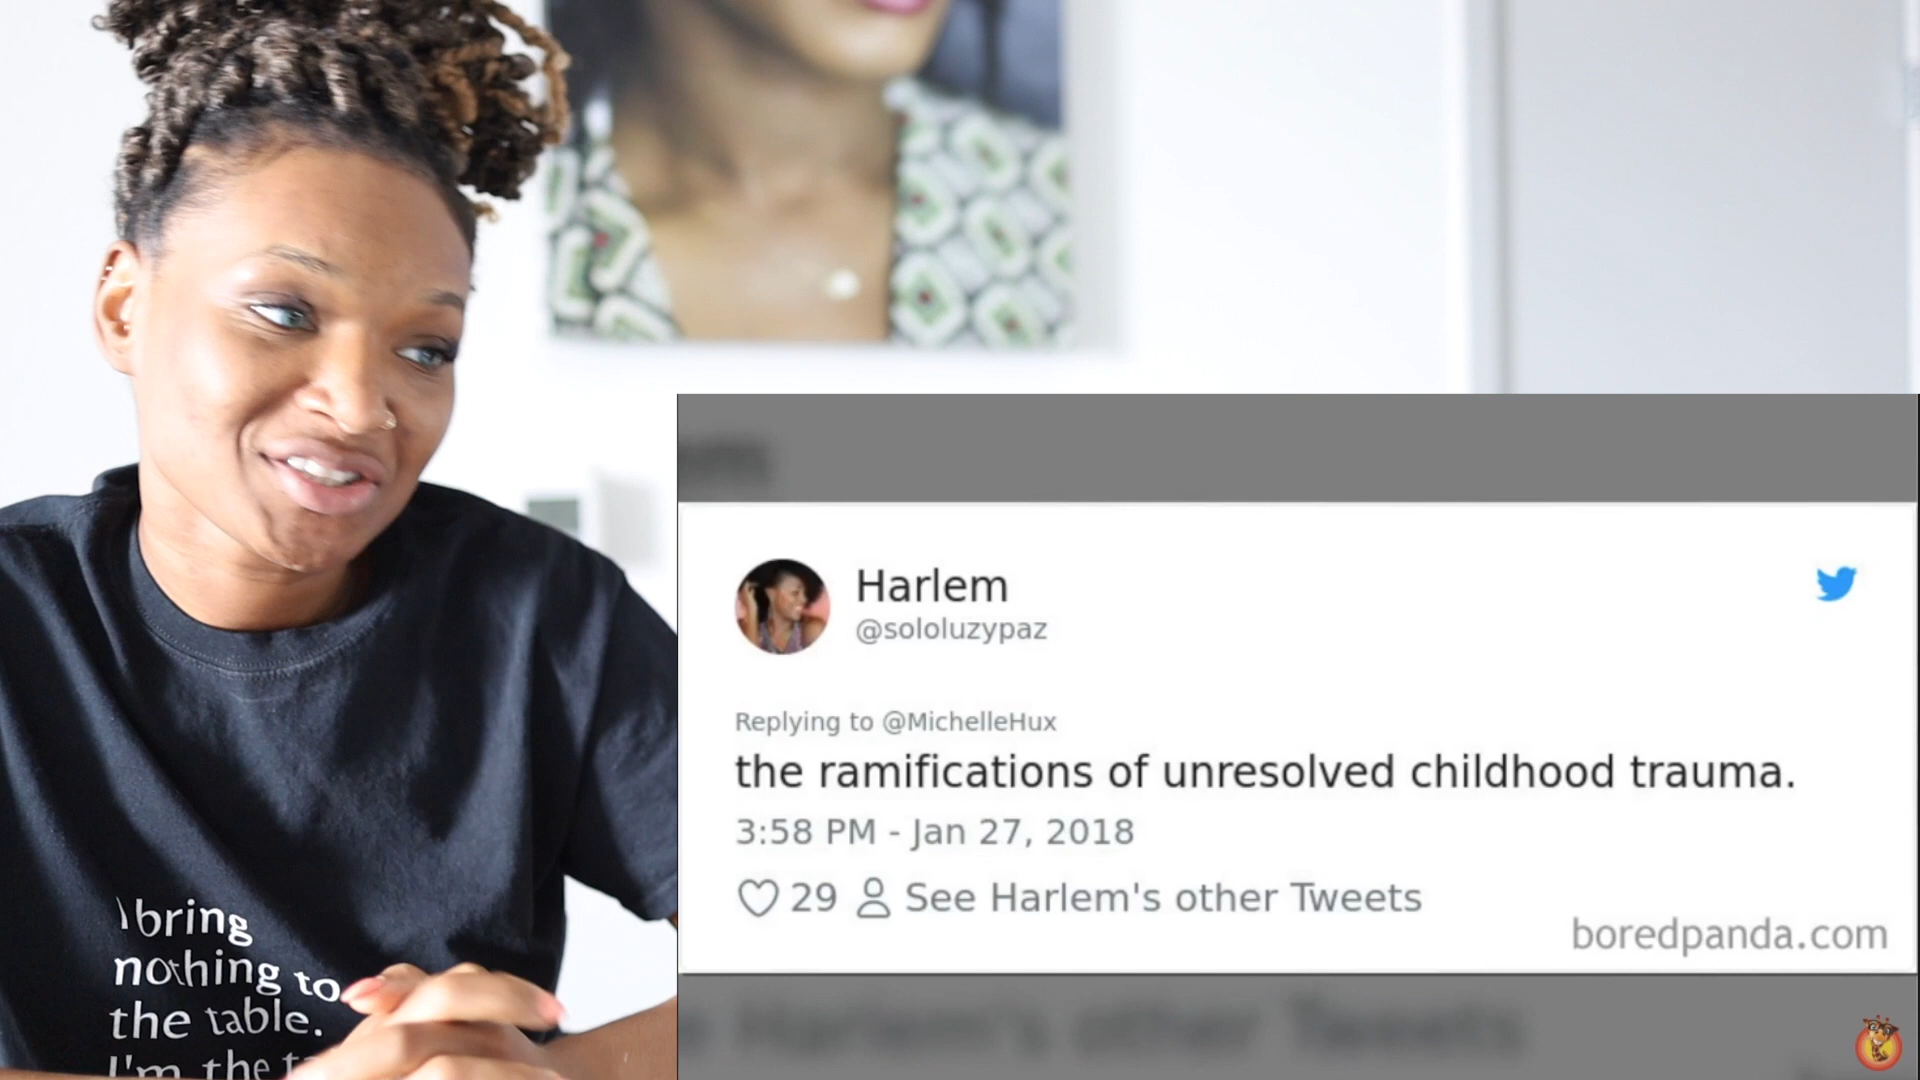 I bring
nothing to
the table.
I'm the
Harlem
@sololuzypaz
Replying to @MichelleHux
the ramifications of unresolved childhood trauma.
3:58 PM - Jan 27, 2018
29 See Harlem's other Tweets
boredpanda.com